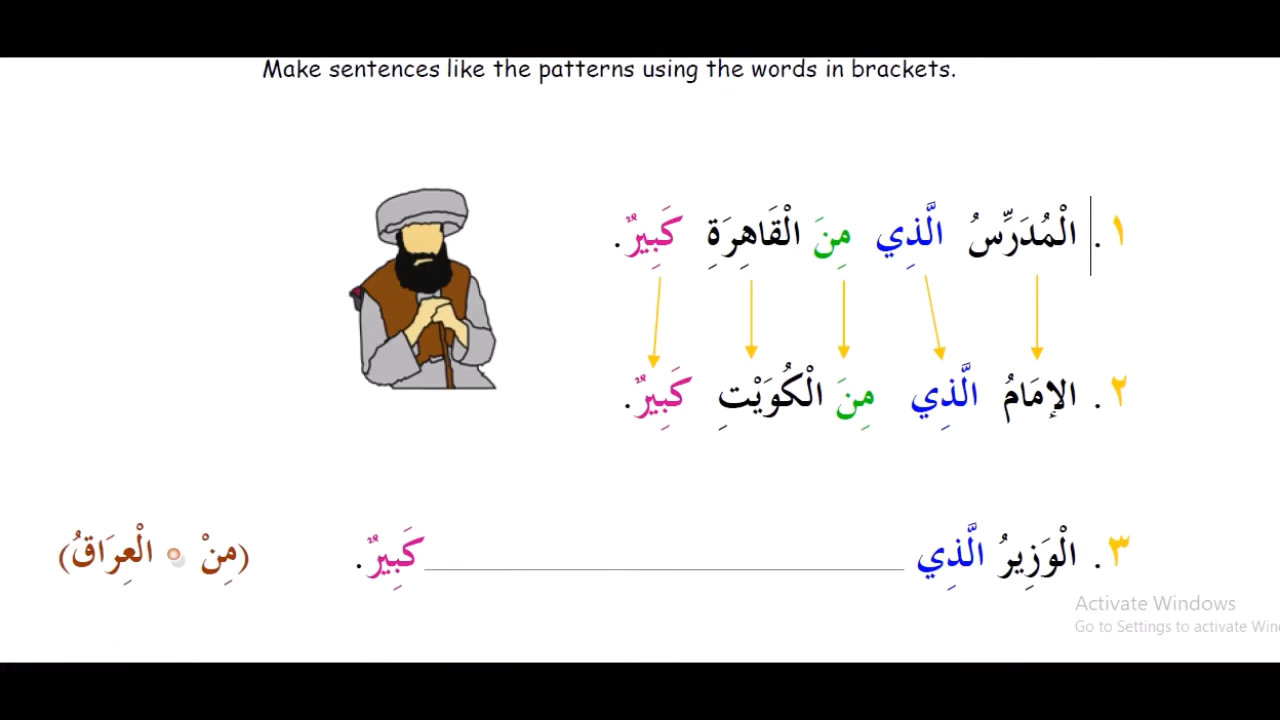 Make sentences like the patterns using the words in brackets.
١. الْمُدَرِّسُ الَّذِي مِنَ الْقَاهِرَةِ كَبِيرٌ.
٢. الإمَامُ الَّذِي مِنَ الْكُوَيْتِ كَبِيرٌ.
٣. الْوَزِيرُ الَّذِي ____________ كَبِيرٌ. (مِنْ • الْعِرَاقُ)
Activate Windows
Go to Settings to activate Win